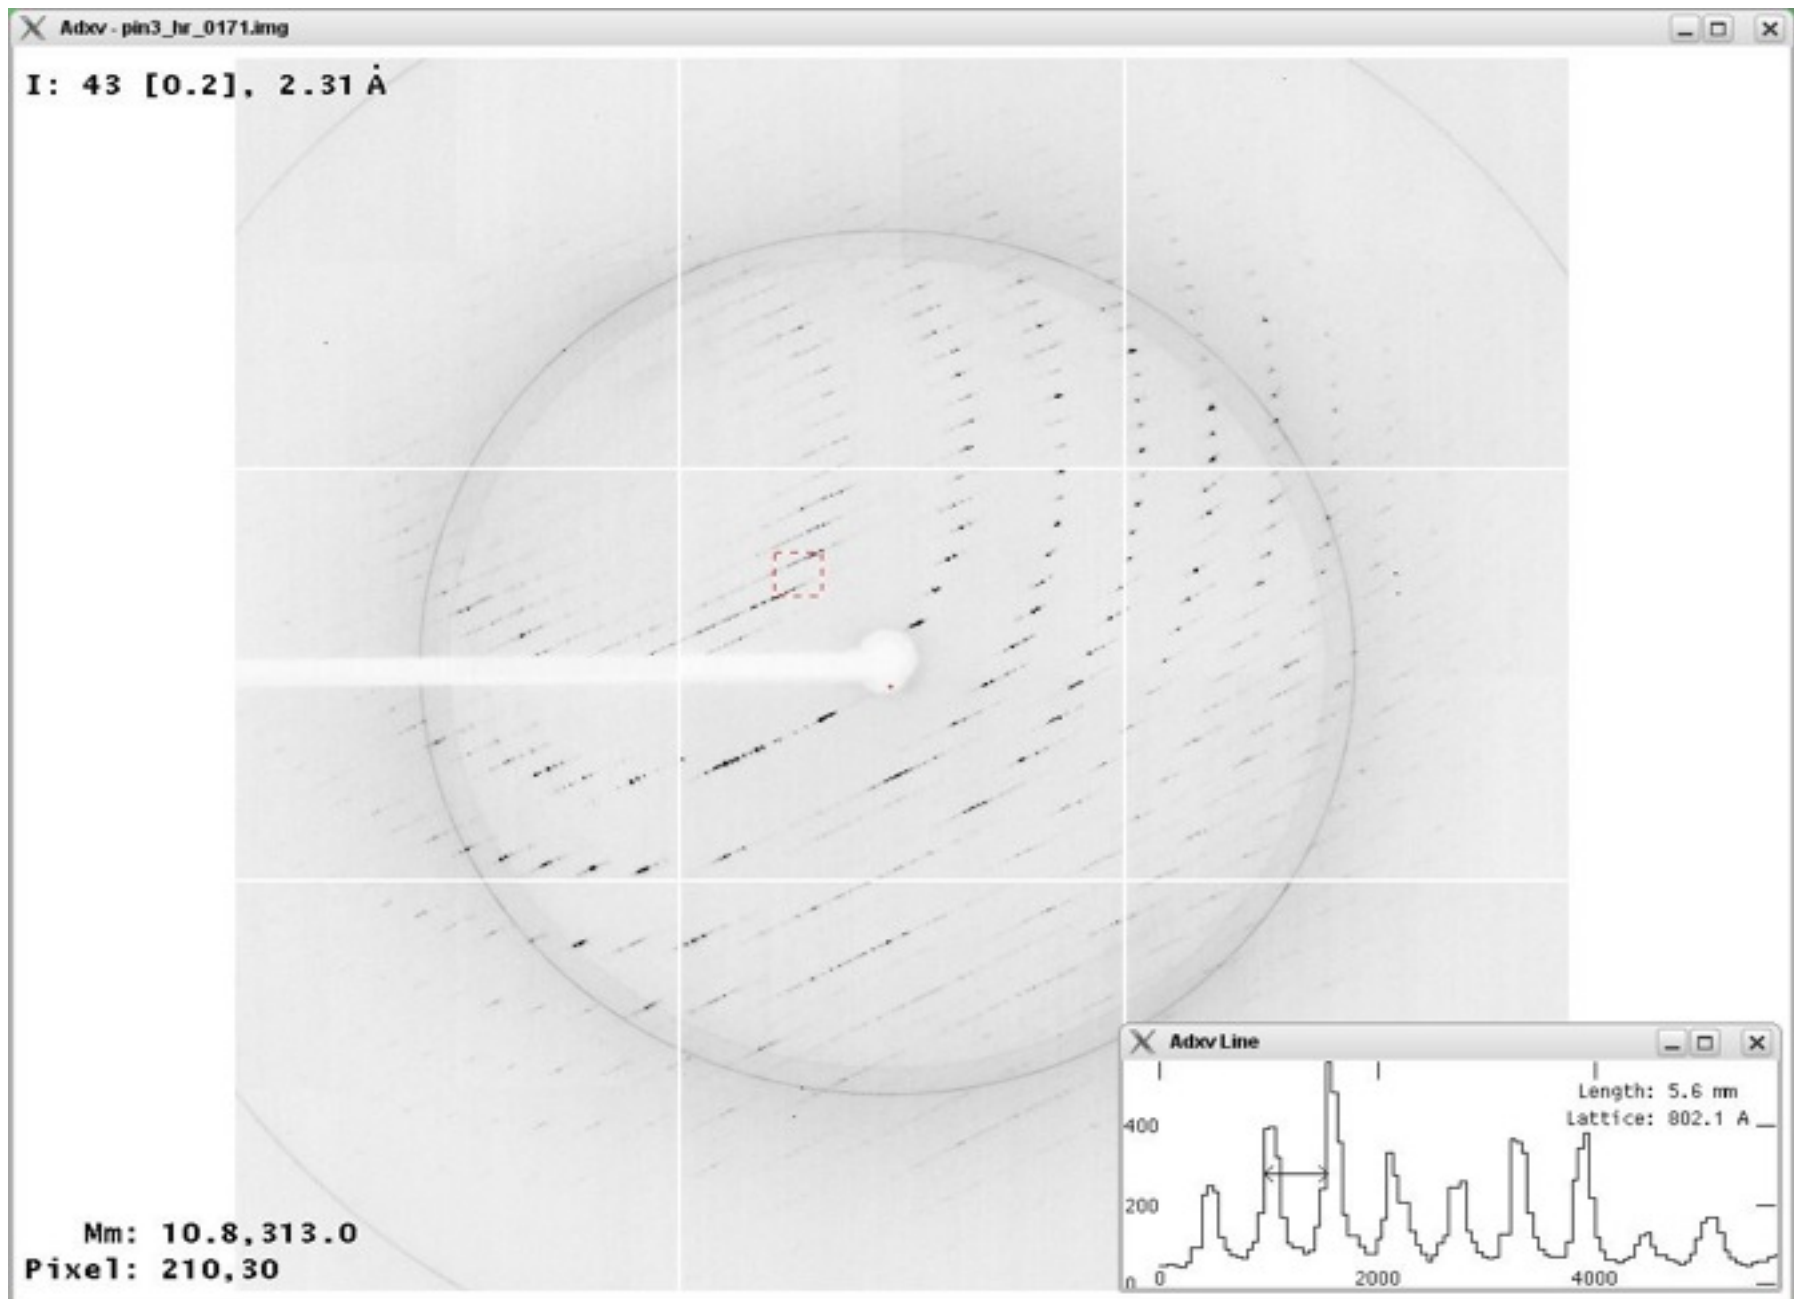 Adxv - pin3_hr_0171.img
I: 43 [0.2], 2.31 Å
Adxv Line
Length: 5.6 mm
Lattice: 802.1 A
400
200
0
0 2000 4000
Mm: 10.8,313.0
Pixel: 210,30